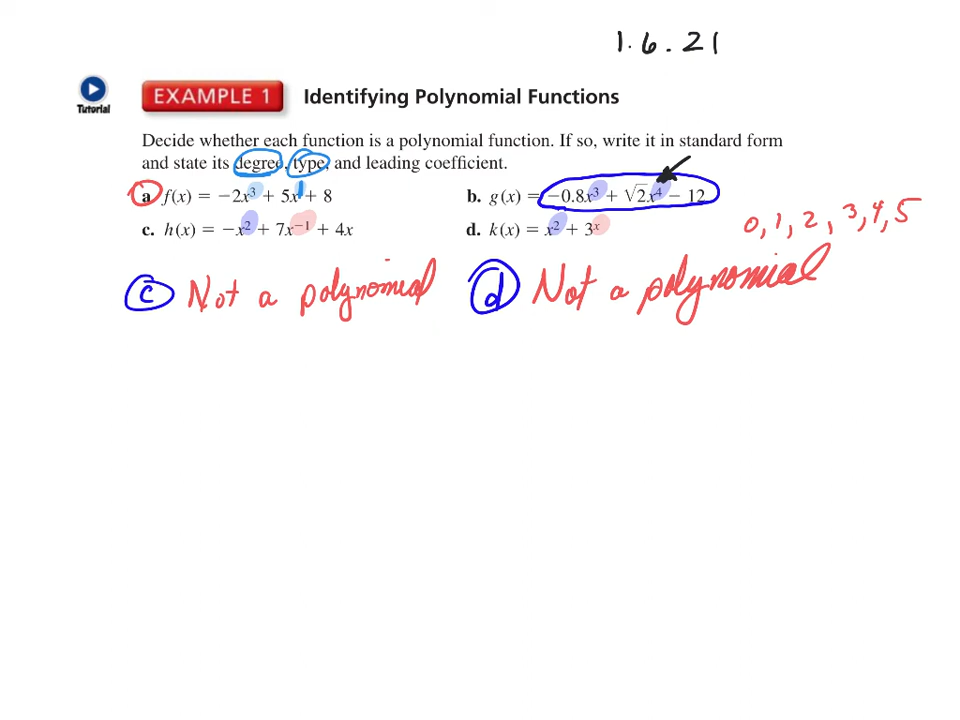 1.6.21
Tutorial
EXAMPLE 1 Identifying Polynomial Functions
Decide whether each function is a polynomial function. If so, write it in standard form
and state its degree, type, and leading coefficient.
a. f(x) = −2x³ + 5x¹ + 8
b. g(x) = −0.8x³ + √2x⁴ − 12
c. h(x) = −x² + 7x⁻¹ + 4x
d. k(x) = x² + 3ˣ
0, 1, 2, 3, 4, 5
c Not a polynomial
d Not a polynomial